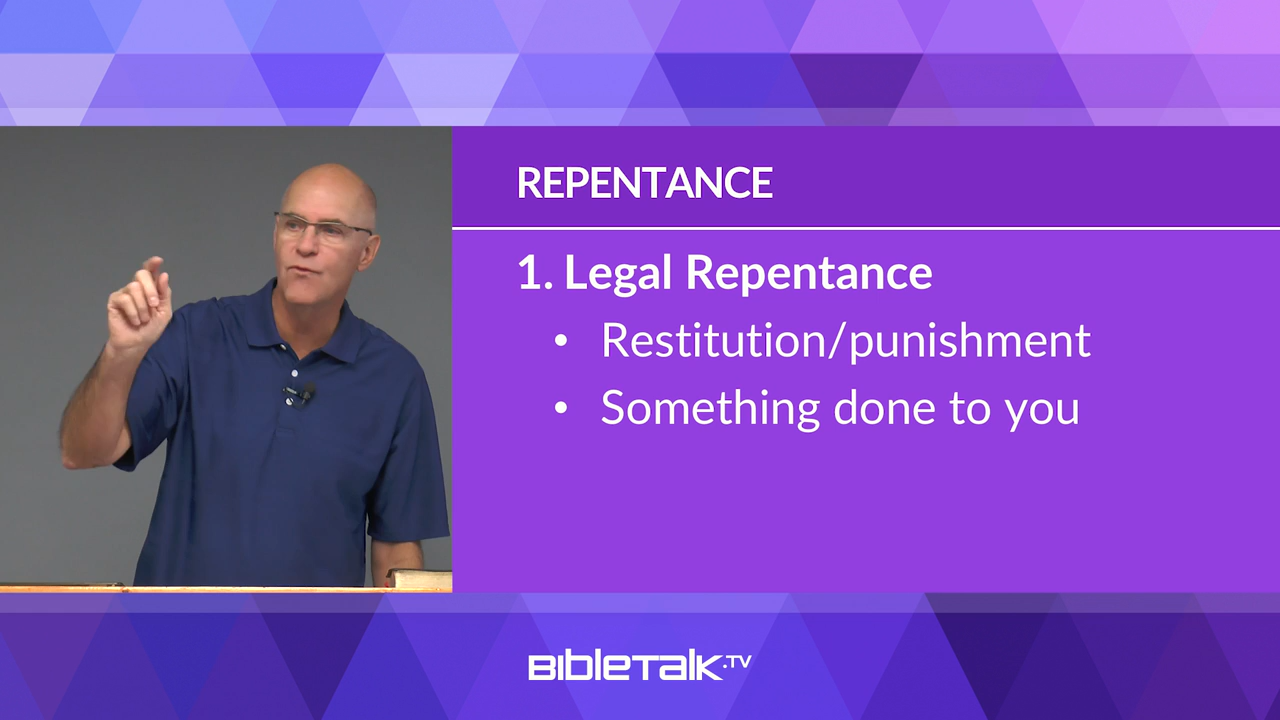 REPENTANCE
1. Legal Repentance
• Restitution/punishment
• Something done to you
BIBLETALK.TV